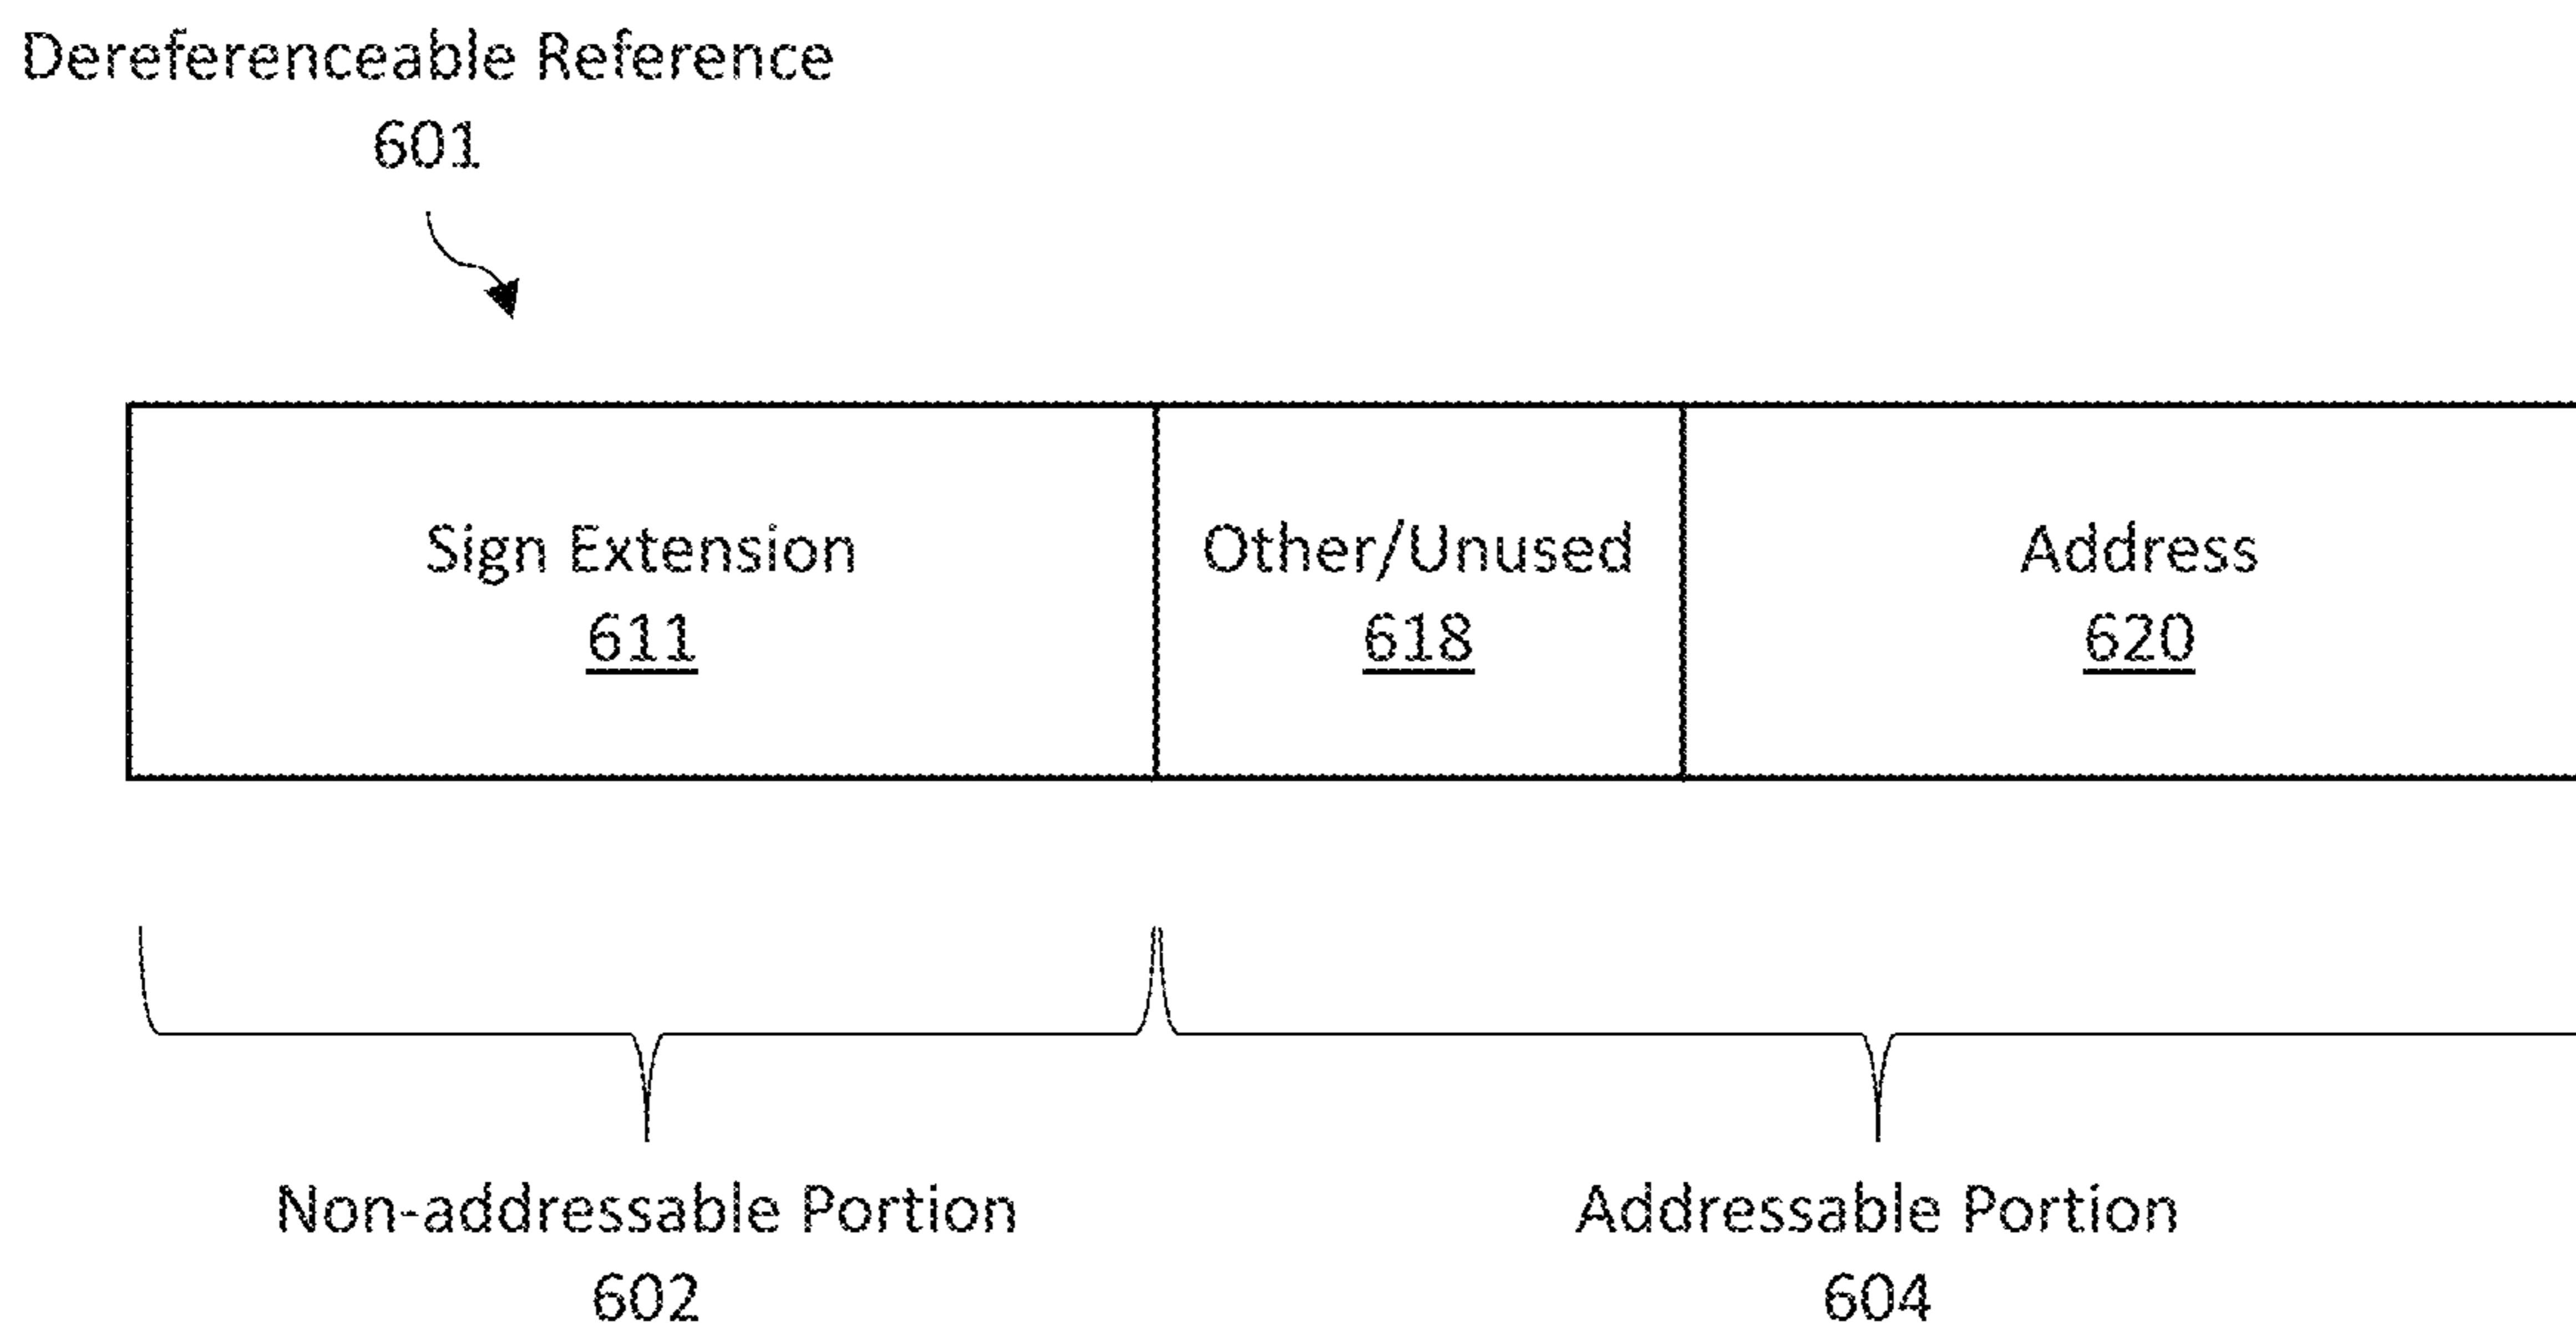 Dereferenceable Reference
601
Sign Extension
611
Other/Unused
618
Address
620
Non-addressable Portion
602
Addressable Portion
604